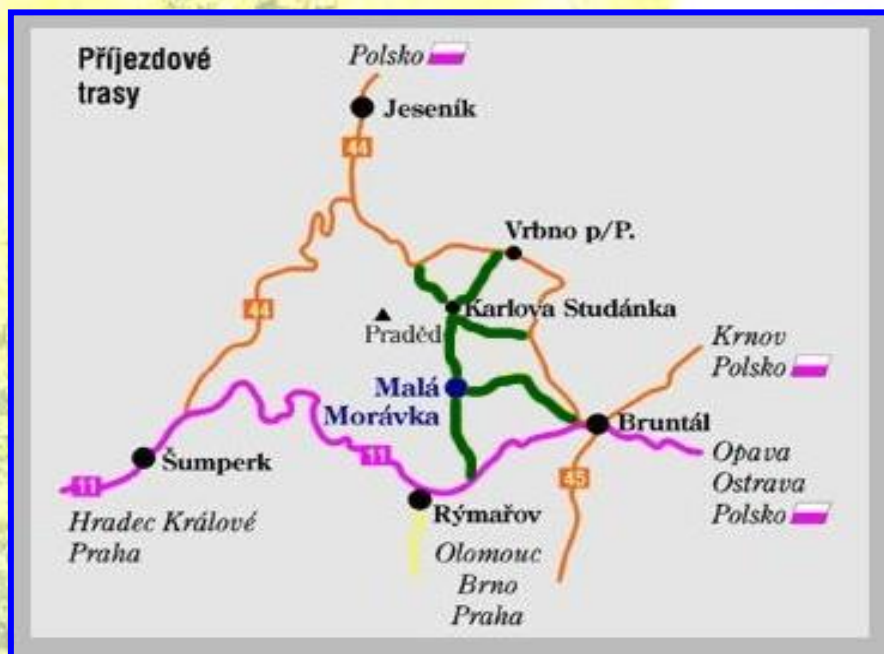 Příjezdové
trasy
Polsko
Jeseník
44
Vrbno p/P.
44
Karlova Studánka
Praděd
Krnov
Polsko
Malá
Morávka
Bruntál
Šumperk
11
11
Opava
Ostrava
Polsko
45
Rýmařov
Hradec Králové
Praha
Olomouc
Brno
Praha